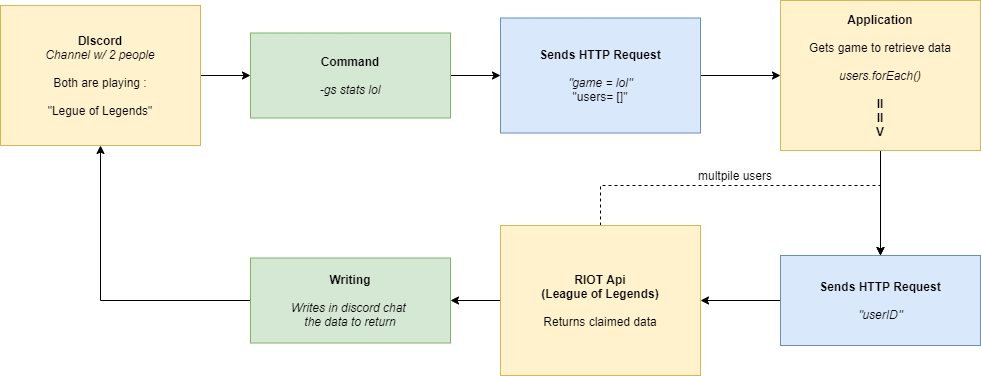 DIscord
Channel w/ 2 people
Both are playing :
"Legue of Legends"
Command
-gs stats lol
Sends HTTP Request
"game = lol"
"users= []"
Application
Gets game to retrieve data
users.forEach()
II
II
V
multpile users
Sends HTTP Request
"userID"
RIOT Api
(League of Legends)
Returns claimed data
Writing
Writes in discord chat
the data to return